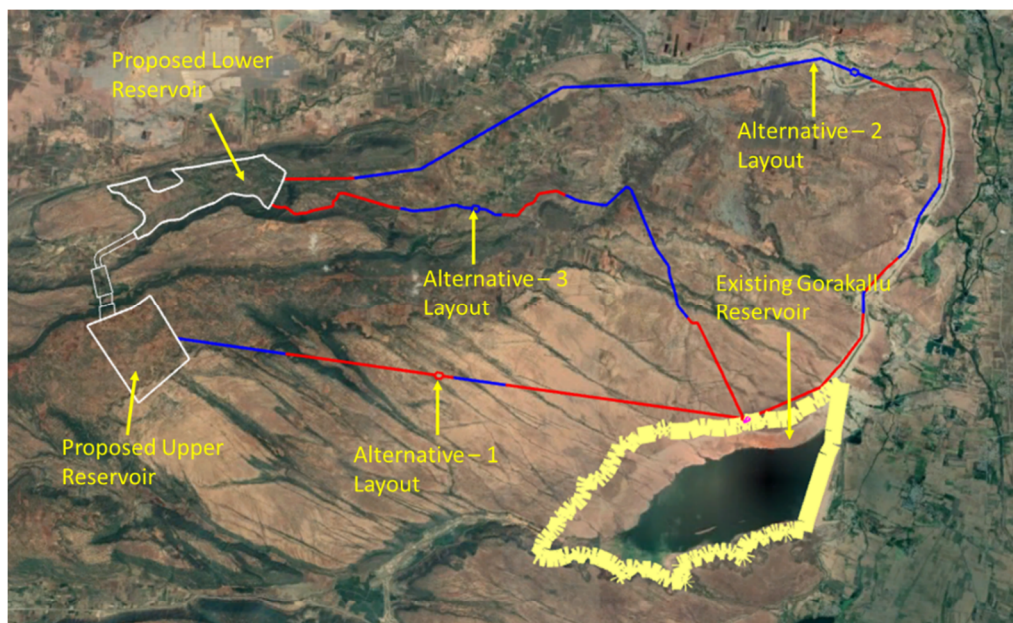 Proposed Lower
Reservoir
Alternative – 2
Layout
Alternative – 3
Layout
Existing Gorakallu
Reservoir
Proposed Upper
Reservoir
Alternative – 1
Layout